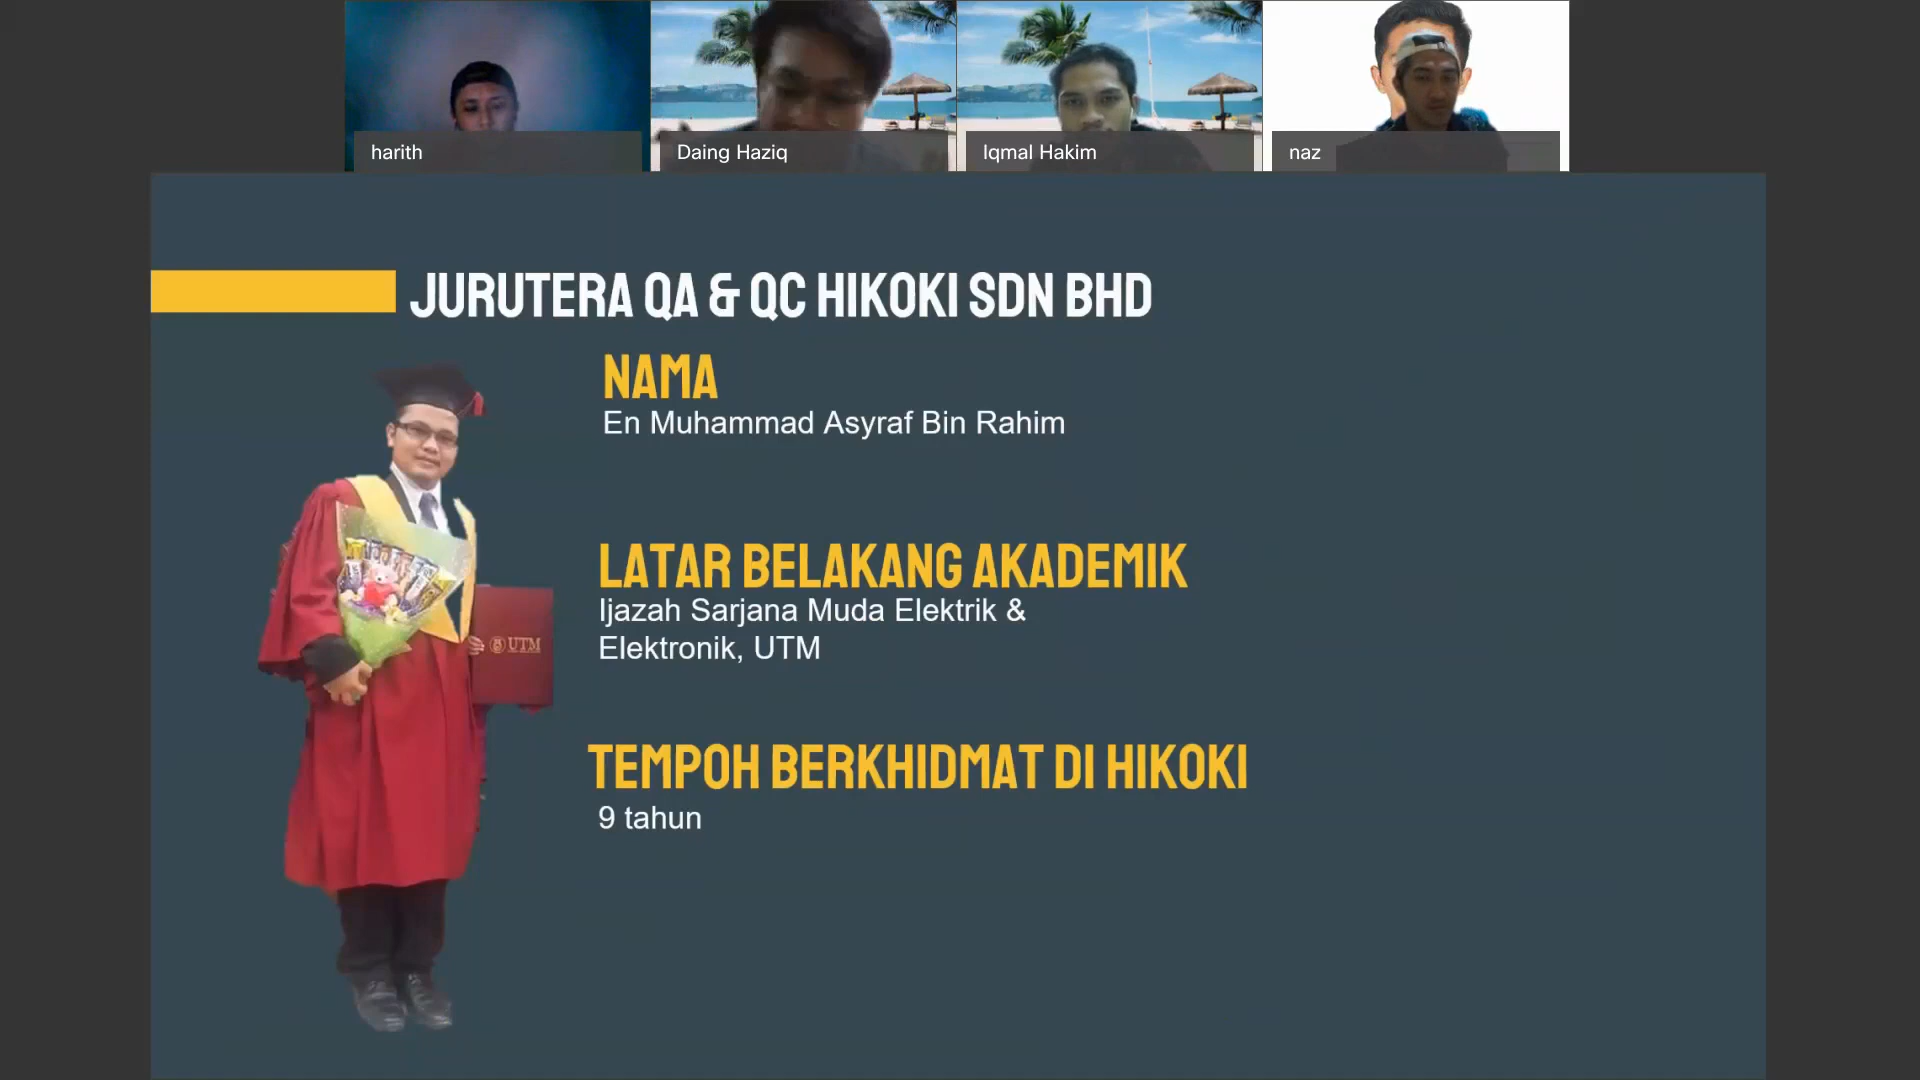 harith
Daing Haziq
Iqmal Hakim
naz
JURUTERA QA & QC HIKOKI SDN BHD
NAMA
En Muhammad Asyraf Bin Rahim
LATAR BELAKANG AKADEMIK
Ijazah Sarjana Muda Elektrik &
Elektronik, UTM
UTM
TEMPOH BERKHIDMAT DI HIKOKI
9 tahun